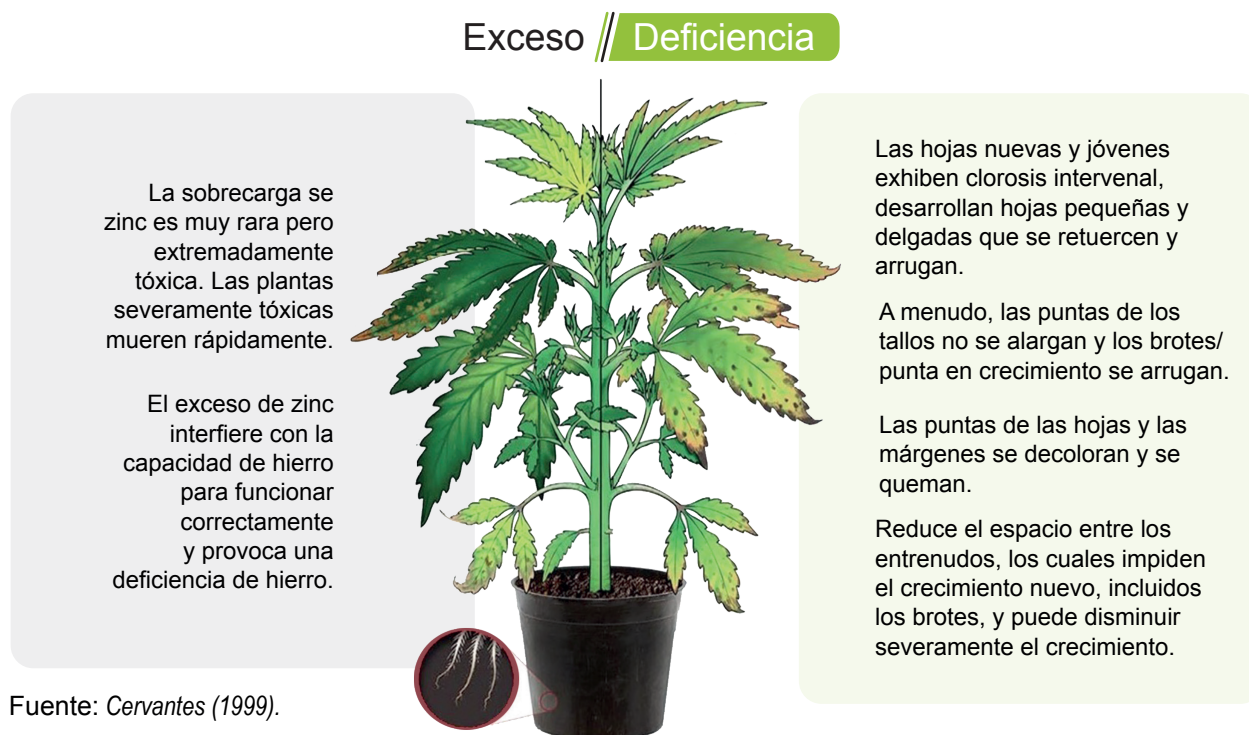 Exceso // Deficiencia
La sobrecarga se
zinc es muy rara pero
extremadamente
tóxica. Las plantas
severamente tóxicas
mueren rápidamente.
El exceso de zinc
interfiere con la
capacidad de hierro
para funcionar
correctamente
y provoca una
deficiencia de hierro.
Las hojas nuevas y jóvenes
exhiben clorosis intervenal,
desarrollan hojas pequeñas y
delgadas que se retuercen y
arrugan.
A menudo, las puntas de los
tallos no se alargan y los brotes/
punta en crecimiento se arrugan.
Las puntas de las hojas y las
márgenes se decoloran y se
queman.
Reduce el espacio entre los
entrenudos, los cuales impiden
el crecimiento nuevo, incluidos
los brotes, y puede disminuir
severamente el crecimiento.
Fuente: Cervantes (1999).